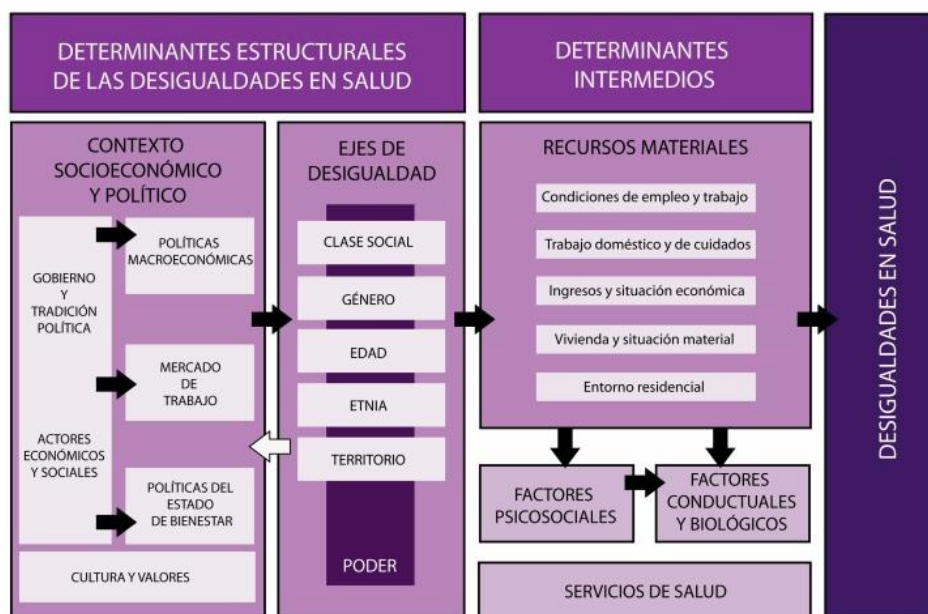 DETERMINANTES ESTRUCTURALES
DE LAS DESIGUALDADES EN SALUD
DETERMINANTES
INTERMEDIOS
CONTEXTO
SOCIOECONÓMICO
Y POLÍTICO
GOBIERNO
Y
TRADICIÓN
POLÍTICA
ACTORES
ECONÓMICOS
Y SOCIALES
POLÍTICAS
MACROECONÓMICAS
MERCADO
DE
TRABAJO
POLÍTICAS DEL
ESTADO
DE BIENESTAR
CULTURA Y VALORES
EJES DE
DESIGUALDAD
CLASE SOCIAL
GÉNERO
EDAD
ETNIA
TERRITORIO
PODER
RECURSOS MATERIALES
Condiciones de empleo y trabajo
Trabajo doméstico y de cuidados
Ingresos y situación económica
Vivienda y situación material
Entorno residencial
FACTORES
PSICOSOCIALES
FACTORES
CONDUCTUALES
Y BIOLÓGICOS
SERVICIOS DE SALUD
DESIGUALDADES EN SALUD